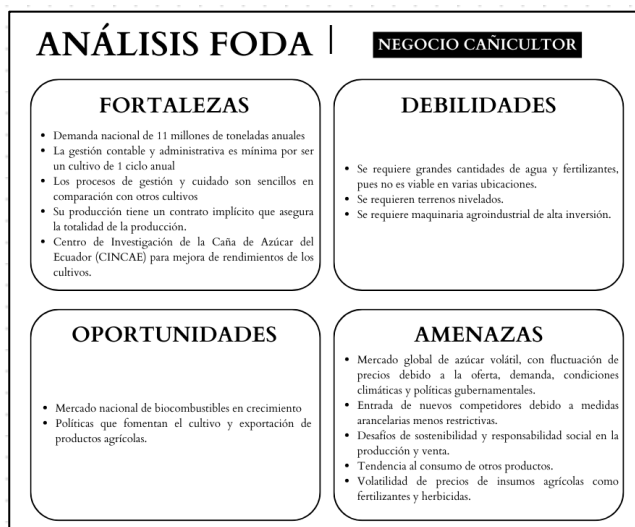 ANÁLISIS FODA
NEGOCIO CAÑICULTOR
FORTALEZAS
• Demanda nacional de 11 millones de toneladas anuales
• La gestión contable y administrativa es mínima por ser
un cultivo de 1 ciclo anual
• Los procesos de gestión y cuidado son sencillos en
comparación con otros cultivos
• Su producción tiene un contrato implícito que asegura
la totalidad de la producción.
• Centro de Investigación de la Caña de Azúcar del
Ecuador (CINCAE) para mejora de rendimientos de los
cultivos.
DEBILIDADES
• Se requiere grandes cantidades de agua y fertilizantes,
pues no es viable en varias ubicaciones.
• Se requieren terrenos nivelados.
• Se requiere maquinaria agroindustrial de alta inversión.
OPORTUNIDADES
• Mercado nacional de biocombustibles en crecimiento
• Políticas que fomentan el cultivo y exportación de
productos agrícolas.
AMENAZAS
• Mercado global de azúcar volátil, con fluctuación de
precios debido a la oferta, demanda, condiciones
climáticas y políticas gubernamentales.
• Entrada de nuevos competidores debido a medidas
arancelarias menos restrictivas.
• Desafíos de sostenibilidad y responsabilidad social en la
producción y venta.
• Tendencia al consumo de otros productos.
• Volatilidad de precios de insumos agrícolas como
fertilizantes y herbicidas.